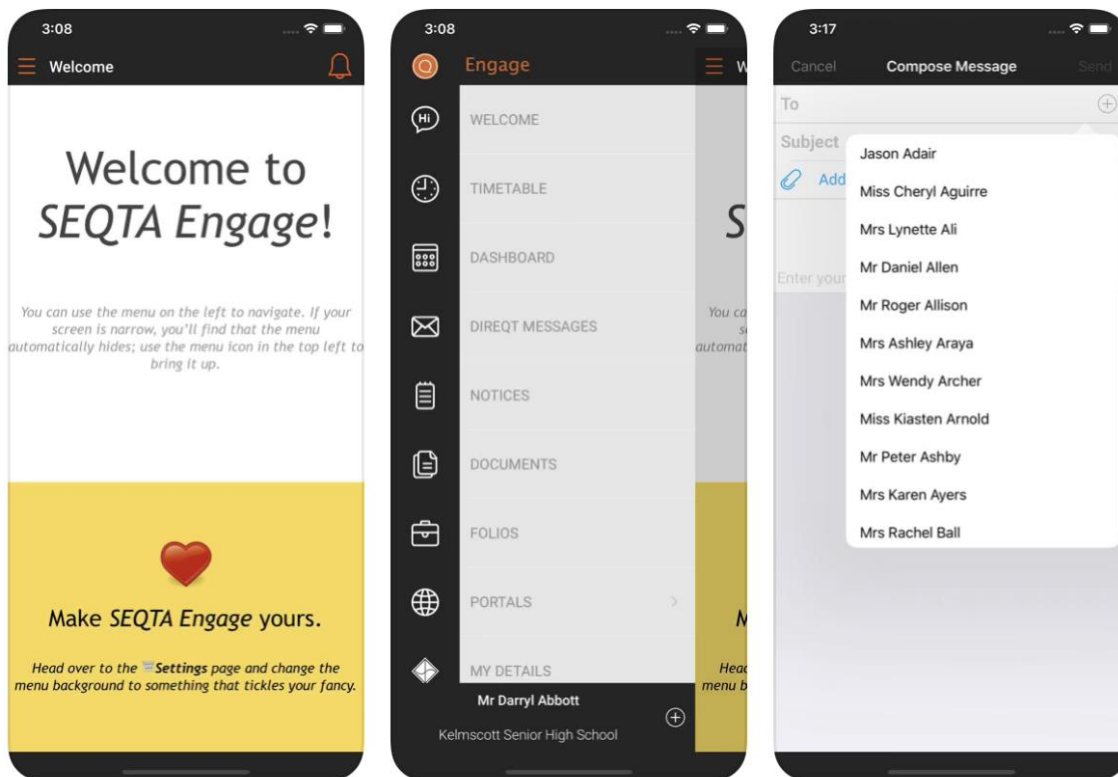 3:08
Welcome
Welcome to
SEQTA Engage!
You can use the menu on the left to navigate. If your
screen is narrow, you'll find that the menu
automatically hides; use the menu icon in the top left to
bring it up.
Make SEQTA Engage yours.
Head over to the Settings page and change the
menu background to something that tickles your fancy.
3:08
Engage
W
Hi
WELCOME
TIMETABLE
S
DASHBOARD
DIREQT MESSAGES
You ca
s
automat
NOTICES
DOCUMENTS
FOLIOS
PORTALS
M
MY DETAILS
Head
menu b
Mr Darryl Abbott
Kelmscott Senior High School
3:17
Cancel
Compose Message
Send
To
Subject
Add
Enter your
Jason Adair
Miss Cheryl Aguirre
Mrs Lynette Ali
Mr Daniel Allen
Mr Roger Allison
Mrs Ashley Araya
Mrs Wendy Archer
Miss Kiasten Arnold
Mr Peter Ashby
Mrs Karen Ayers
Mrs Rachel Ball